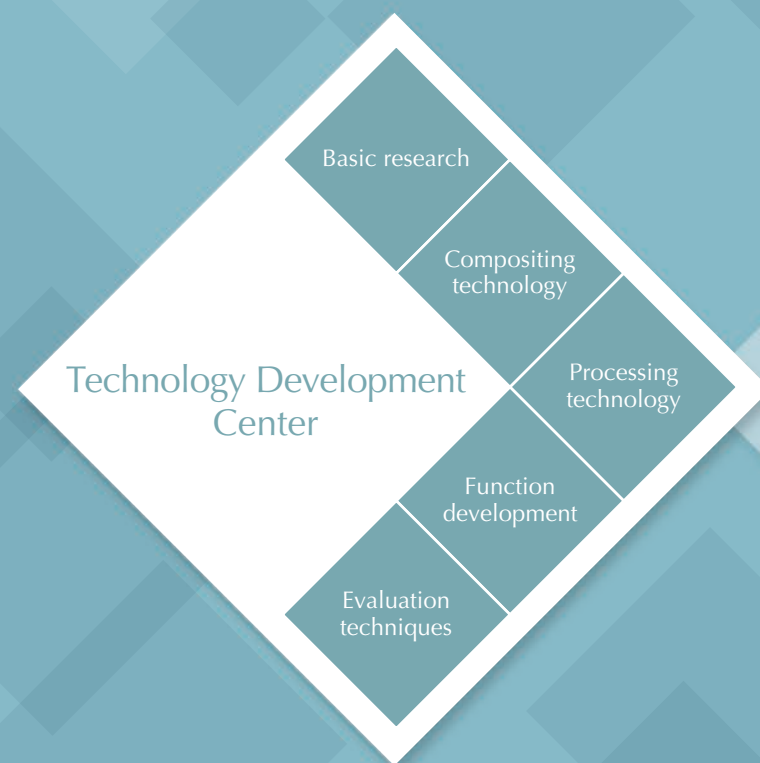 Basic research
Compositing
technology
Processing
technology
Technology Development
Center
Function
development
Evaluation
techniques